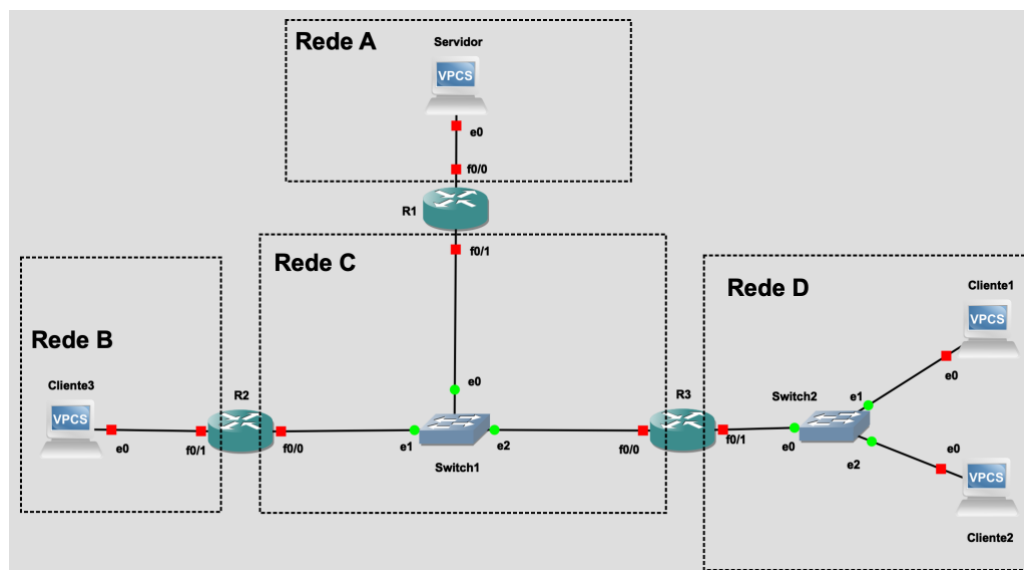 Rede A
Servidor
VPCS
e0
f0/0
R1
f0/1
Rede C
Rede B
Cliente3
VPCS
e0
f0/1
R2
f0/0
e0
e1
e2
Switch1
R3
f0/0
f0/1
Rede D
Cliente1
VPCS
e0
Switch2
e1
e0
e2
e0
VPCS
Cliente2